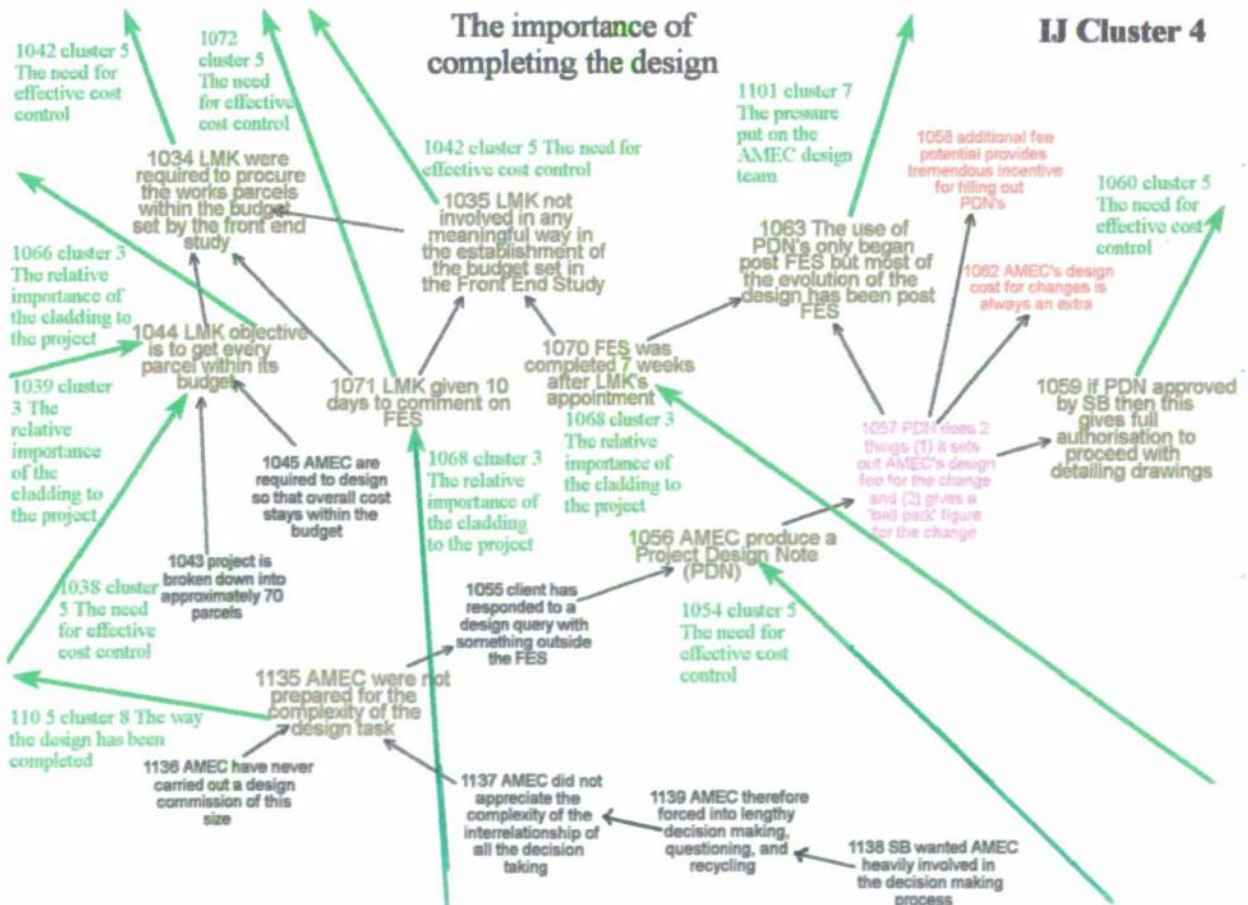 The importance of
completing the design
IJ Cluster 4
1042 cluster 5
The need for
effective cost
control
1072
cluster 5
The need
for effective
cost control
1042 cluster 5 The need for
effective cost control
1101 cluster 7
The pressure
put on the
AMEC design
team
1058 additional fee
potential provides
tremendous incentive
for filling out
PDN's
1060 cluster 5
The need for
effective cost
control
1034 LMK were
required to procure
the works parcels
within the budget
set by the front end
study
1035 LMK not
involved in any
meaningful way in
the establishment of
the budget set in
the Front End Study
1063 The use of
PDN's only began
post FES but most of
the evolution of the
design has been post
FES
1062 AMEC's design
cost for changes is
always an extra
1066 cluster 3
The relative
importance of
the cladding to
the project
1044 LMK objective
is to get every
parcel within its
budget
1071 LMK given 10
days to comment on
FES
1070 FES was
completed 7 weeks
after LMK's
appointment
1059 if PDN approved
by SB then this
gives full
authorisation to
proceed with
detailing drawings
1039 cluster
3 The
relative
importance
of the
cladding to
the project
1045 AMEC are
required to design
so that overall cost
stays within the
budget
1068 cluster 3
The relative
importance of
the cladding
to the project
1068 cluster 3
The relative
importance of
the cladding to
the project
1057 PDN does 2
things (1) it sets
out AMEC's design
fee for the change
and (2) gives a
'ball park' figure
for the change
1056 AMEC produce a
Project Design Note
(PDN)
1043 project is
broken down into
approximately 70
parcels
1038 cluster
5 The need
for effective
cost control
1055 client has
responded to a
design query with
something outside
the FES
1054 cluster 5
The need for
effective cost
control
1135 AMEC were not
prepared for the
complexity of the
design task
110 5 cluster 8 The way
the design has been
completed
1136 AMEC have never
carried out a design
commission of this
size
1137 AMEC did not
appreciate the
complexity of the
interrelationship of
all the decision
taking
1139 AMEC therefore
forced into lengthy
decision making,
questioning, and
recycling
1138 SB wanted AMEC
heavily involved in
the decision making
process